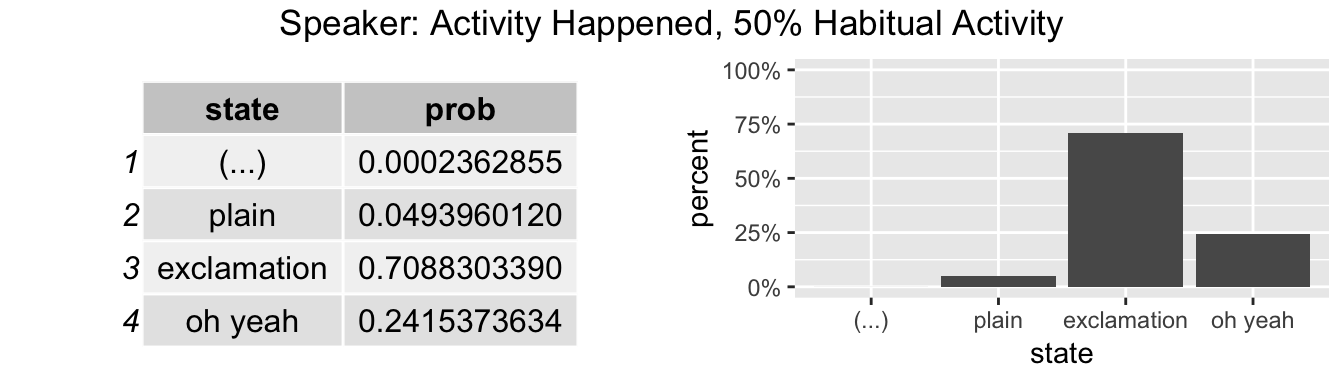 Speaker: Activity Happened, 50% Habitual Activity
state prob
1 (...) 0.0002362855
2 plain 0.0493960120
3 exclamation 0.7088303390
4 oh yeah 0.2415373634
percent
100%
75%
50%
25%
0%
(...) plain exclamation oh yeah
state